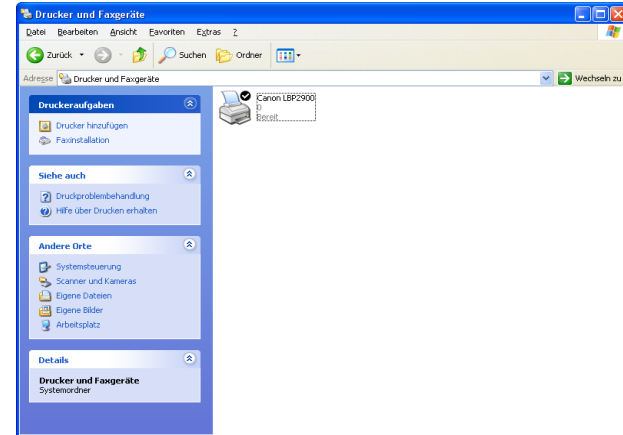 Drucker und Faxgeräte
Datei Bearbeiten Ansicht Favoriten Extras ?
Zurück Suchen Ordner
Adresse Drucker und Faxgeräte Wechseln zu
Druckeraufgaben
Drucker hinzufügen
Faxinstallation
Siehe auch
Druckproblembehandlung
Hilfe über Drucken erhalten
Andere Orte
Systemsteuerung
Scanner und Kameras
Eigene Dateien
Eigene Bilder
Arbeitsplatz
Details
Drucker und Faxgeräte
Systemordner
Canon LBP2900
0
Bereit